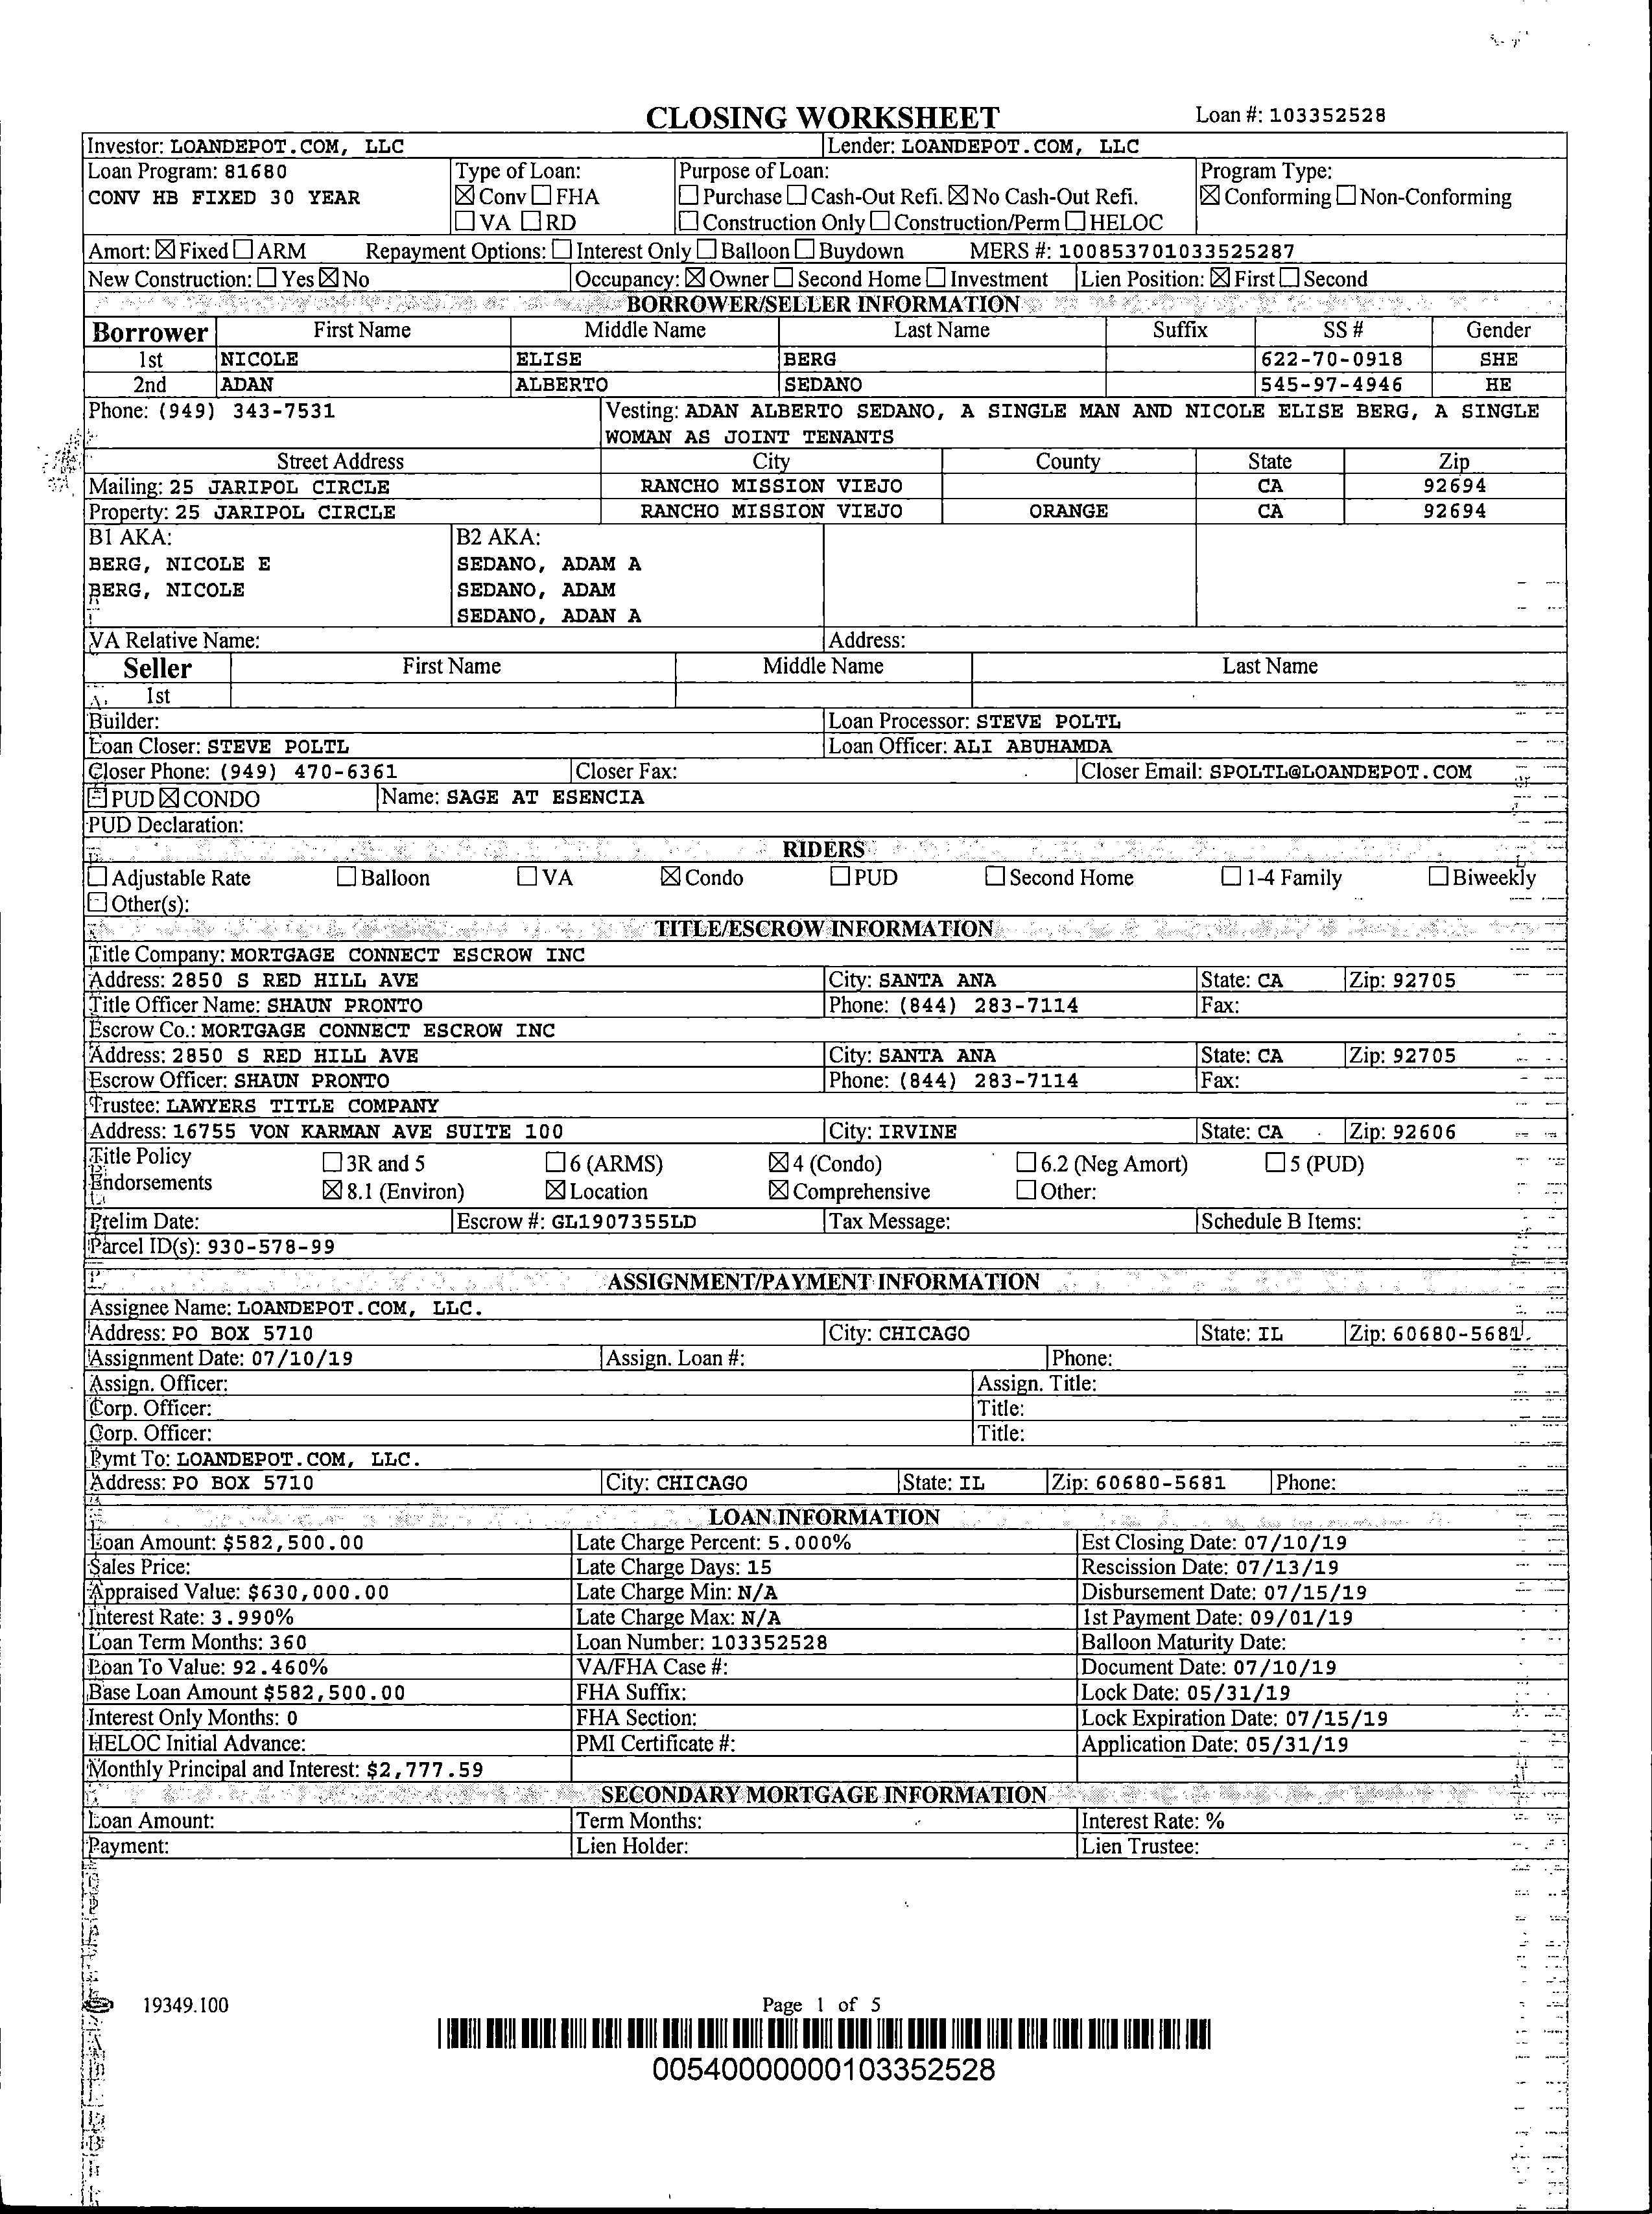 CLOSING WORKSHEET Loan #: 103352528
Investor: LOANDEPOT.COM, LLC Lender: LOANDEPOT.COM, LLC
Loan Program: 81680 Type of Loan: Purpose of Loan: Program Type:
CONV HB FIXED 30 YEAR ☒ Conv ☐ FHA ☐ Purchase ☐ Cash-Out Refi. ☒ No Cash-Out Refi. ☒ Conforming ☐ Non-Conforming
☐ VA ☐ RD ☐ Construction Only ☐ Construction/Perm ☐ HELOC
Amort: ☒ Fixed ☐ ARM Repayment Options: ☐ Interest Only ☐ Balloon ☐ Buydown MERS #: 100853701033525287
New Construction: ☐ Yes ☒ No Occupancy: ☒ Owner ☐ Second Home ☐ Investment Lien Position: ☒ First ☐ Second
BORROWER/SELLER INFORMATION
Borrower First Name Middle Name Last Name Suffix SS # Gender
1st NICOLE ELISE BERG 622-70-0918 SHE
2nd ADAN ALBERTO SEDANO 545-97-4946 HE
Phone: (949) 343-7531 Vesting: ADAN ALBERTO SEDANO, A SINGLE MAN AND NICOLE ELISE BERG, A SINGLE
WOMAN AS JOINT TENANTS
Street Address City County State Zip
Mailing: 25 JARIPOL CIRCLE RANCHO MISSION VIEJO CA 92694
Property: 25 JARIPOL CIRCLE RANCHO MISSION VIEJO ORANGE CA 92694
B1 AKA: B2 AKA:
BERG, NICOLE E SEDANO, ADAM A
BERG, NICOLE SEDANO, ADAM
SEDANO, ADAN A
VA Relative Name: Address:
Seller First Name Middle Name Last Name
1st
Builder: Loan Processor: STEVE POLTL
Loan Closer: STEVE POLTL Loan Officer: ALI ABUHAMDA
Closer Phone: (949) 470-6361 Closer Fax: Closer Email: SPOLTL@LOANDEPOT.COM
☐ PUD ☒ CONDO Name: SAGE AT ESENCIA
PUD Declaration:
RIDERS
☐ Adjustable Rate ☐ Balloon ☐ VA ☒ Condo ☐ PUD ☐ Second Home ☐ 1-4 Family ☐ Biweekly
☐ Other(s):
TITLE/ESCROW INFORMATION
Title Company: MORTGAGE CONNECT ESCROW INC
Address: 2850 S RED HILL AVE City: SANTA ANA State: CA Zip: 92705
Title Officer Name: SHAUN PRONTO Phone: (844) 283-7114 Fax:
Escrow Co.: MORTGAGE CONNECT ESCROW INC
Address: 2850 S RED HILL AVE City: SANTA ANA State: CA Zip: 92705
Escrow Officer: SHAUN PRONTO Phone: (844) 283-7114 Fax:
Trustee: LAWYERS TITLE COMPANY
Address: 16755 VON KARMAN AVE SUITE 100 City: IRVINE State: CA Zip: 92606
Title Policy ☐ 3R and 5 ☐ 6 (ARMS) ☒ 4 (Condo) ☐ 6.2 (Neg Amort) ☐ 5 (PUD)
Endorsements ☒ 8.1 (Environ) ☒ Location ☒ Comprehensive ☐ Other:
Prelim Date: Escrow #: GL1907355LD Tax Message: Schedule B Items:
Parcel ID(s): 930-578-99
ASSIGNMENT/PAYMENT INFORMATION
Assignee Name: LOANDEPOT.COM, LLC.
Address: PO BOX 5710 City: CHICAGO State: IL Zip: 60680-5681
Assignment Date: 07/10/19 Assign. Loan #: Phone:
Assign. Officer: Assign. Title:
Corp. Officer: Title:
Corp. Officer: Title:
Pymt To: LOANDEPOT.COM, LLC.
Address: PO BOX 5710 City: CHICAGO State: IL Zip: 60680-5681 Phone:
LOAN INFORMATION
Loan Amount: $582,500.00 Late Charge Percent: 5.000% Est Closing Date: 07/10/19
Sales Price: Late Charge Days: 15 Rescission Date: 07/13/19
Appraised Value: $630,000.00 Late Charge Min: N/A Disbursement Date: 07/15/19
Interest Rate: 3.990% Late Charge Max: N/A 1st Payment Date: 09/01/19
Loan Term Months: 360 Loan Number: 103352528 Balloon Maturity Date:
Loan To Value: 92.460% VA/FHA Case #: Document Date: 07/10/19
Base Loan Amount $582,500.00 FHA Suffix: Lock Date: 05/31/19
Interest Only Months: 0 FHA Section: Lock Expiration Date: 07/15/19
HELOC Initial Advance: PMI Certificate #: Application Date: 05/31/19
Monthly Principal and Interest: $2,777.59
SECONDARY MORTGAGE INFORMATION
Loan Amount: Term Months: Interest Rate: %
Payment: Lien Holder: Lien Trustee:
19349.100 Page 1 of 5
00540000000103352528